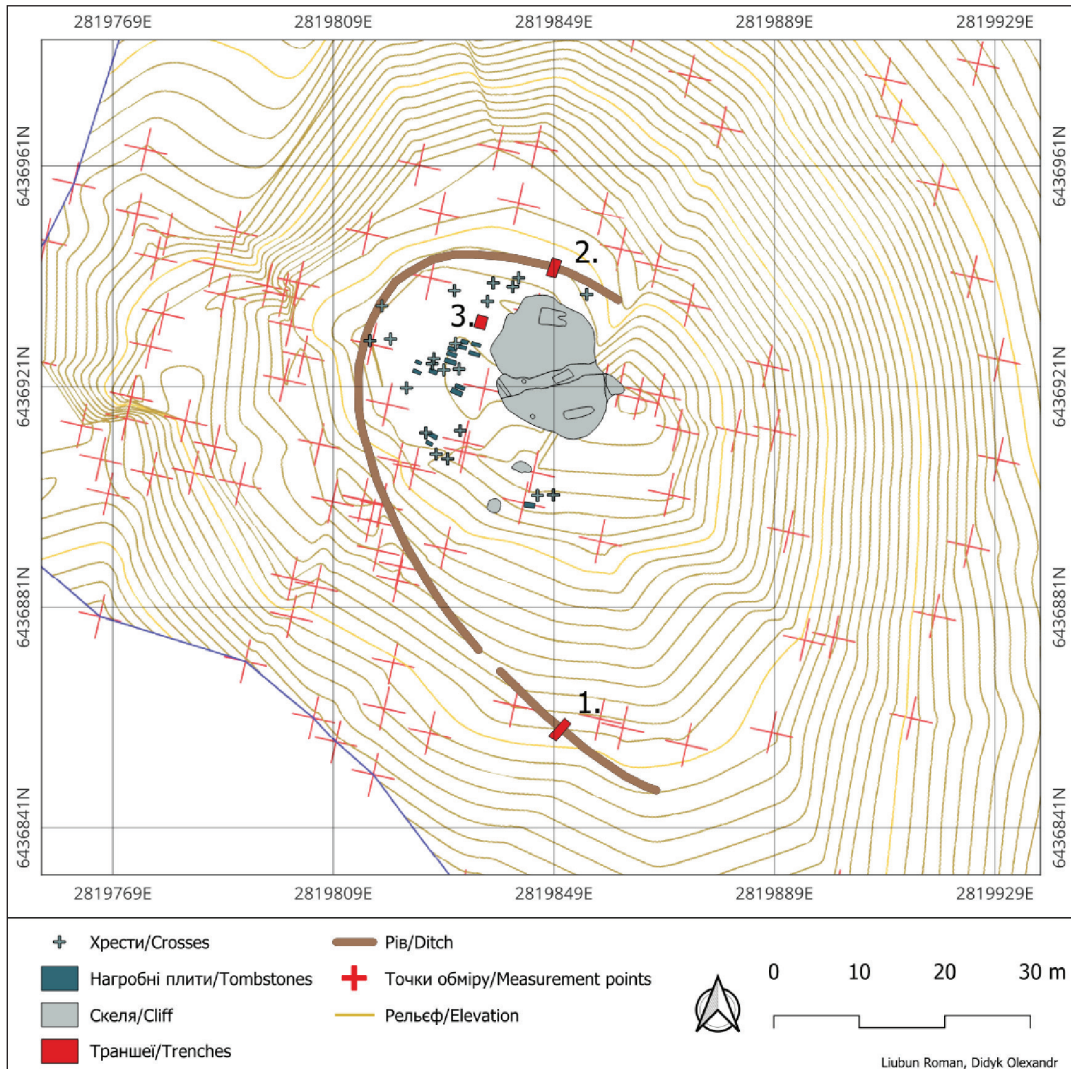 2819769E 2819809E 2819849E 2819889E 2819929E
6436961N 6436961N
2.
3.
6436921N 6436921N
6436881N 6436881N
1.
6436841N 6436841N
2819769E 2819809E 2819849E 2819889E 2819929E
Хрести/Crosses
Нагробні плити/Tombstones
Скеля/Cliff
Траншеї/Trenches
Рів/Ditch
Точки обміру/Measurement points
Рельєф/Elevation
0 10 20 30 m
Liubun Roman, Didyk Olexandr